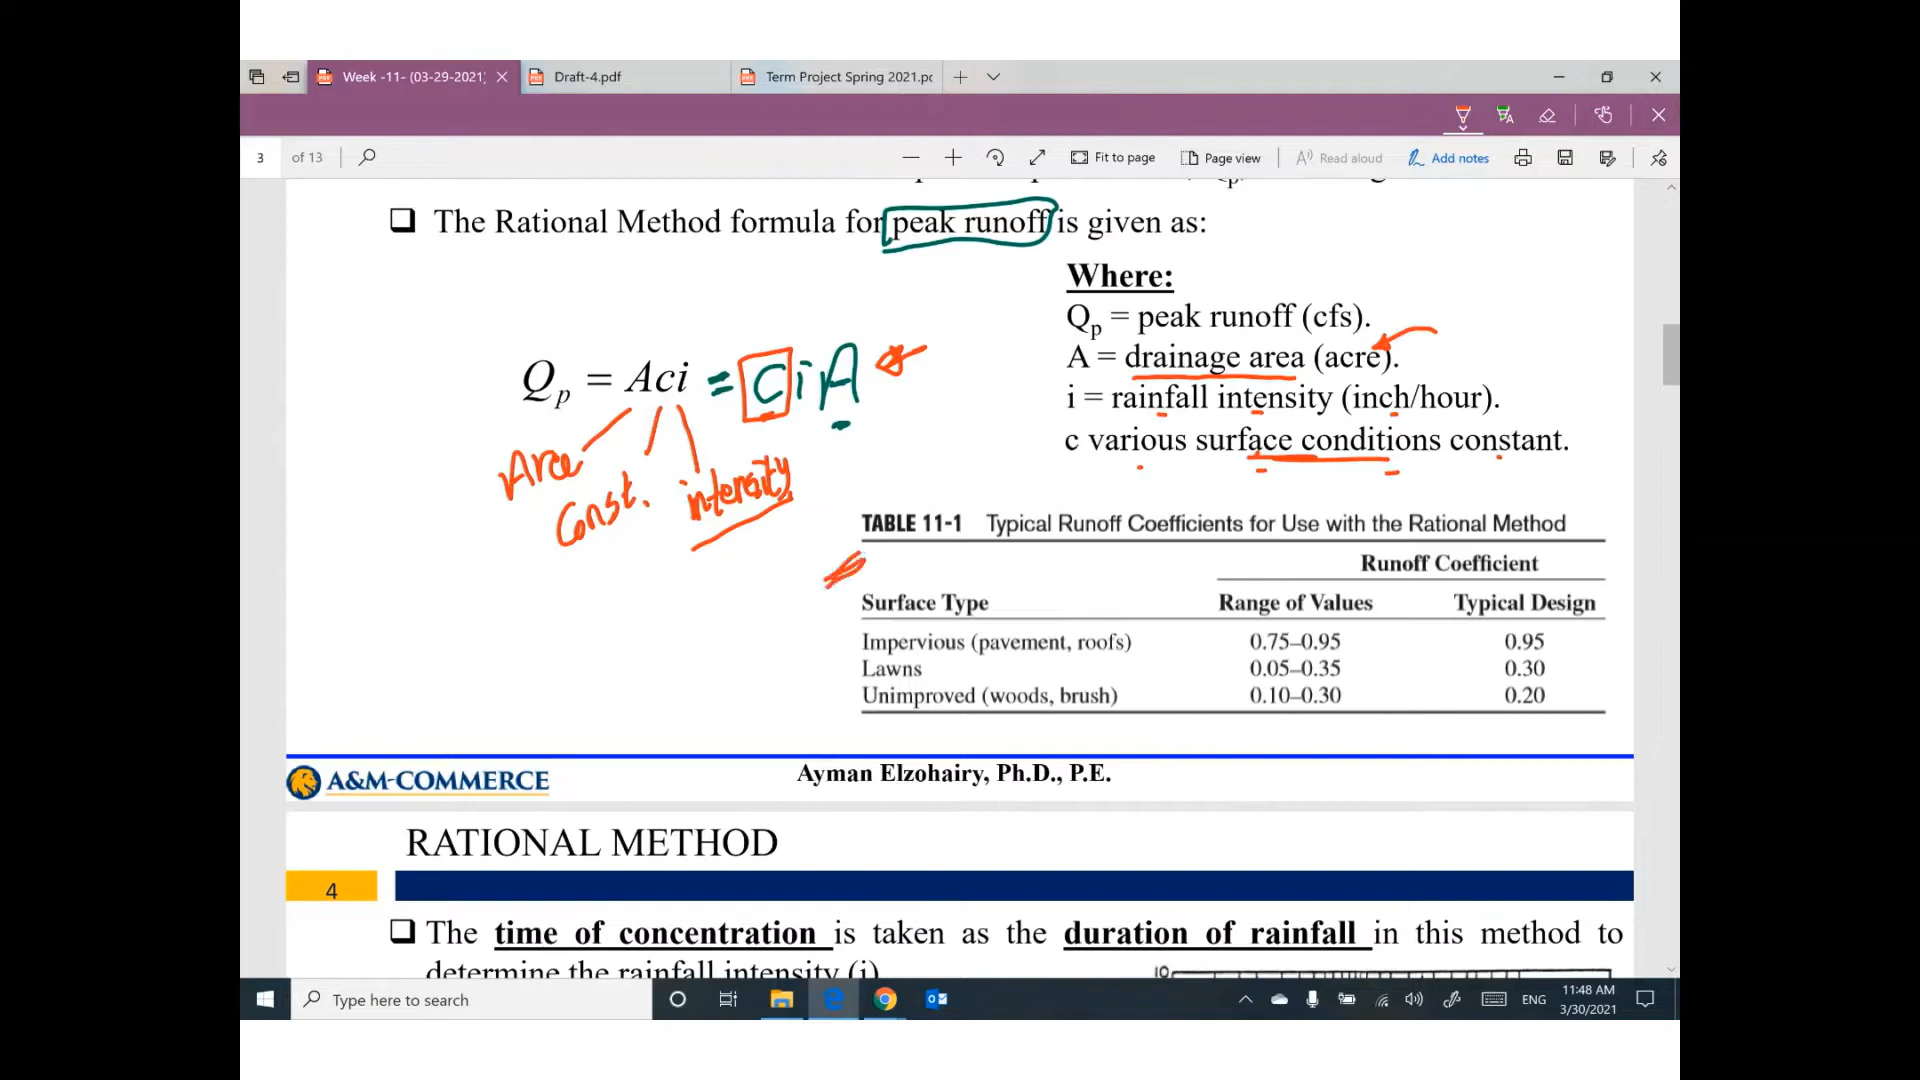 Week -11- (03-29-2021)
Draft-4.pdf
Term Project Spring 2021.pc
3 of 13
Fit to page
Page view
Read aloud
Add notes
❑ The Rational Method formula for peak runoff is given as:
Where:
Qp = peak runoff (cfs).
A = drainage area (acre).
i = rainfall intensity (inch/hour).
c various surface conditions constant.
Qp = Aci = CiA
Area
Const.
intensity
TABLE 11-1 Typical Runoff Coefficients for Use with the Rational Method
Runoff Coefficient
Surface Type Range of Values Typical Design
Impervious (pavement, roofs) 0.75–0.95 0.95
Lawns 0.05–0.35 0.30
Unimproved (woods, brush) 0.10–0.30 0.20
A&M-COMMERCE
Ayman Elzohairy, Ph.D., P.E.
RATIONAL METHOD
4
❑ The time of concentration is taken as the duration of rainfall in this method to
determine the rainfall intensity (i)
10
Type here to search
ENG
11:48 AM
3/30/2021